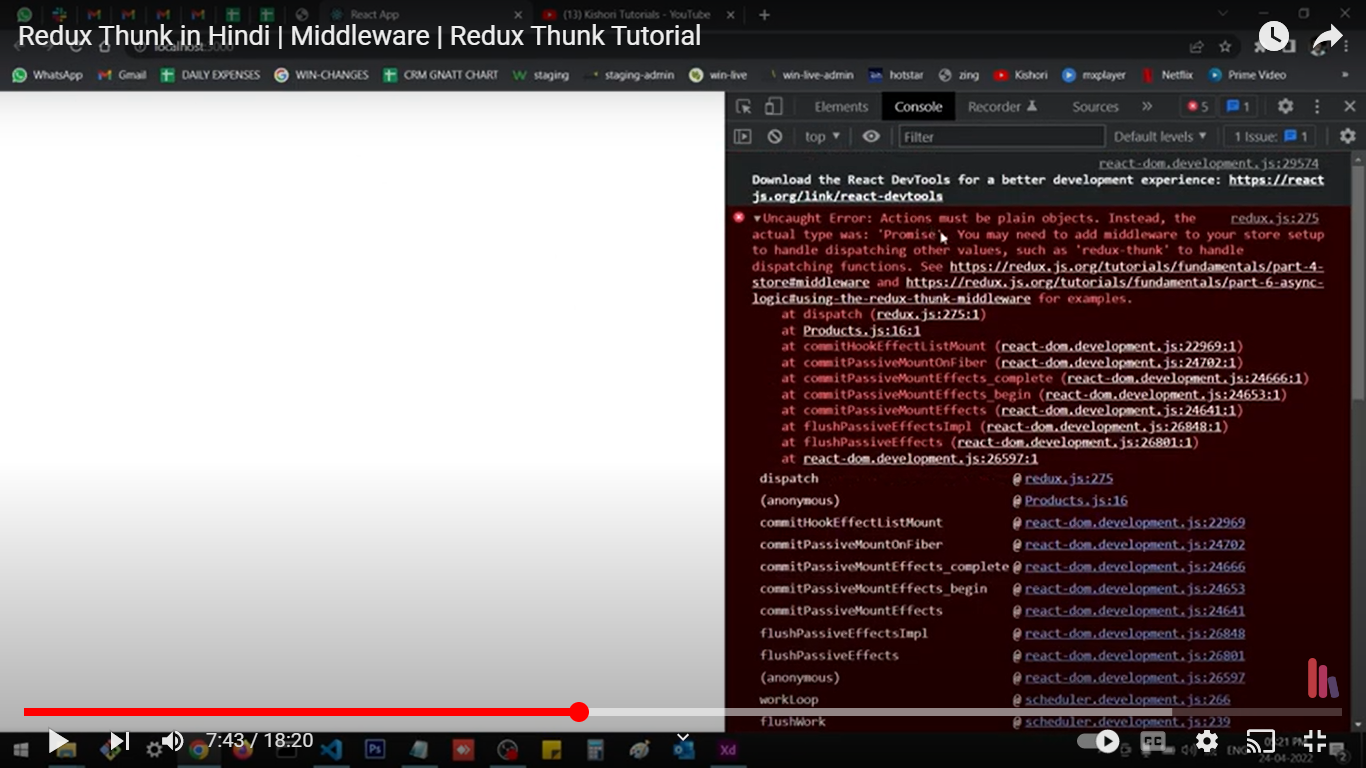 React App
(13) Kishori Tutorials - YouTube
Redux Thunk in Hindi | Middleware | Redux Thunk Tutorial
WhatsApp Gmail DAILY EXPENSES WIN-CHANGES CRM GNATT CHART staging staging-admin win-live win-live-admin hotstar zing Kishori mxplayer Netflix Prime Video »
Elements Console Recorder Sources » 5 1
top Filter Default levels 1 Issue: 1
react-dom.development.js:29574
Download the React DevTools for a better development experience: https://react
js.org/link/react-devtools
Uncaught Error: Actions must be plain objects. Instead, the redux.js:275
actual type was: 'Promise'. You may need to add middleware to your store setup
to handle dispatching other values, such as 'redux-thunk' to handle
dispatching functions. See https://redux.js.org/tutorials/fundamentals/part-4-
store#middleware and https://redux.js.org/tutorials/fundamentals/part-6-async-
logic#using-the-redux-thunk-middleware for examples.
at dispatch (redux.js:275:1)
at Products.js:16:1
at commitHookEffectListMount (react-dom.development.js:22969:1)
at commitPassiveMountOnFiber (react-dom.development.js:24702:1)
at commitPassiveMountEffects_complete (react-dom.development.js:24666:1)
at commitPassiveMountEffects_begin (react-dom.development.js:24653:1)
at commitPassiveMountEffects (react-dom.development.js:24641:1)
at flushPassiveEffectsImpl (react-dom.development.js:26848:1)
at flushPassiveEffects (react-dom.development.js:26801:1)
at react-dom.development.js:26597:1
dispatch @ redux.js:275
(anonymous) @ Products.js:16
commitHookEffectListMount @ react-dom.development.js:22969
commitPassiveMountOnFiber @ react-dom.development.js:24702
commitPassiveMountEffects_complete @ react-dom.development.js:24666
commitPassiveMountEffects_begin @ react-dom.development.js:24653
commitPassiveMountEffects @ react-dom.development.js:24641
flushPassiveEffectsImpl @ react-dom.development.js:26848
flushPassiveEffects @ react-dom.development.js:26801
(anonymous) @ react-dom.development.js:26597
workLoop @ scheduler.development.js:266
flushWork @ scheduler.development.js:239
7:43 / 18:20
Ps
Xd
CC
ENG
24-04-2022